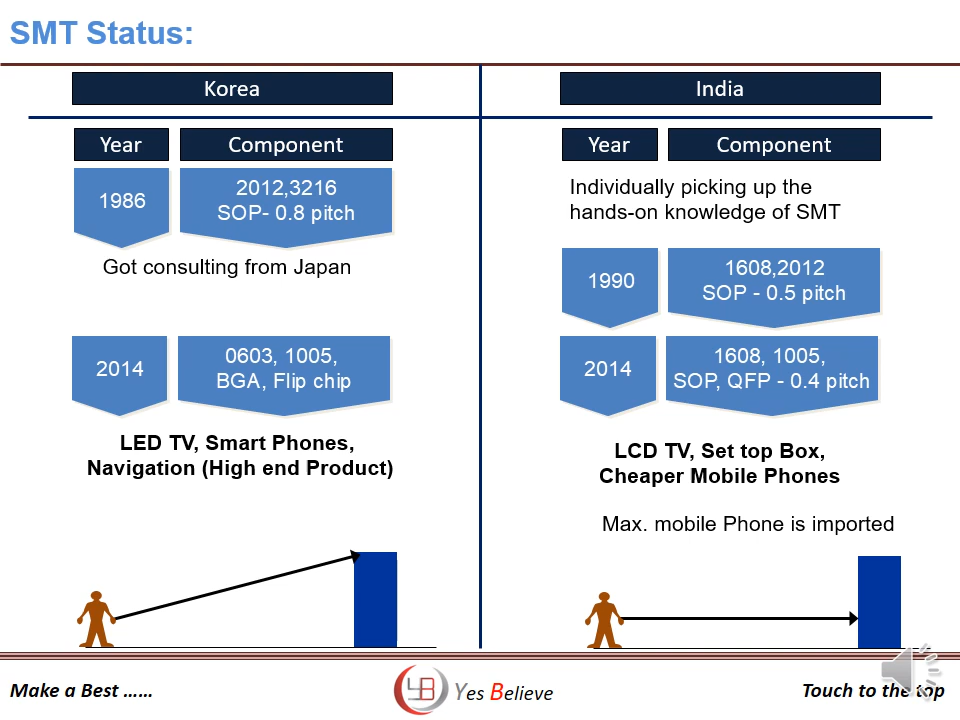 SMT Status:
Korea
Year
Component
1986
2012,3216
SOP- 0.8 pitch
Got consulting from Japan
2014
0603, 1005,
BGA, Flip chip
LED TV, Smart Phones,
Navigation (High end Product)
India
Year
Component
Individually picking up the
hands-on knowledge of SMT
1990
1608,2012
SOP - 0.5 pitch
2014
1608, 1005,
SOP, QFP - 0.4 pitch
LCD TV, Set top Box,
Cheaper Mobile Phones
Max. mobile Phone is imported
Make a Best ......
YB
Yes Believe
Touch to the top